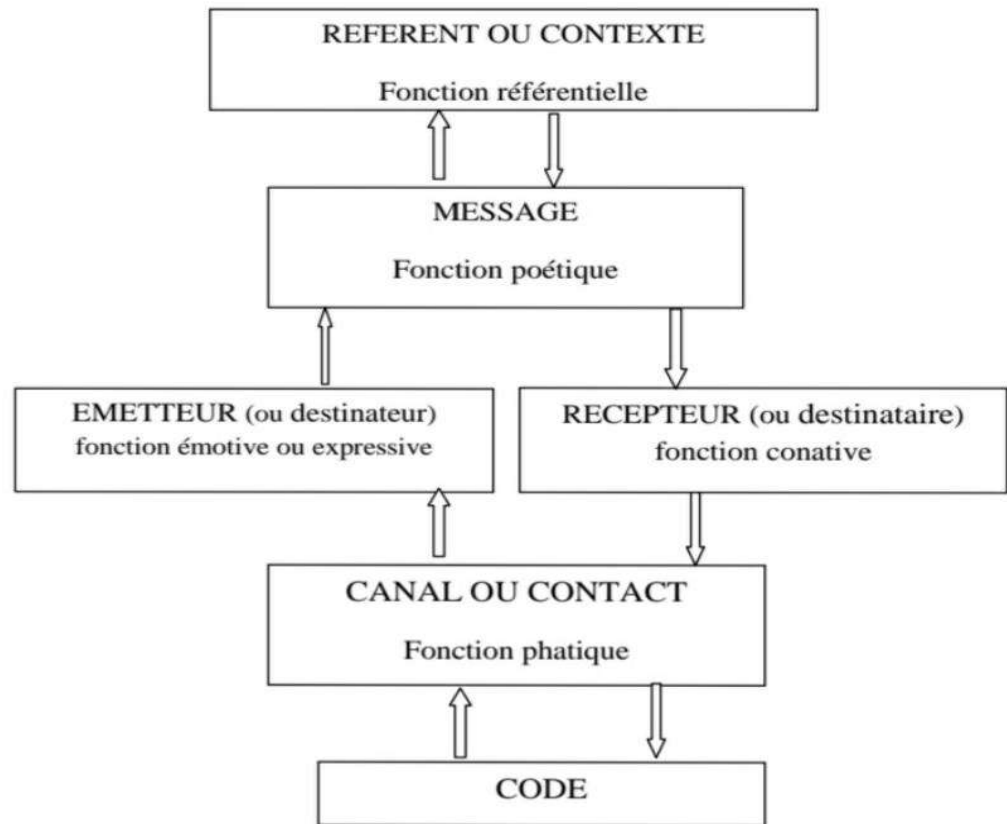 REFERENT OU CONTEXTE
Fonction référentielle
MESSAGE
Fonction poétique
EMETTEUR (ou destinateur)
fonction émotive ou expressive
RECEPTEUR (ou destinataire)
fonction conative
CANAL OU CONTACT
Fonction phatique
CODE